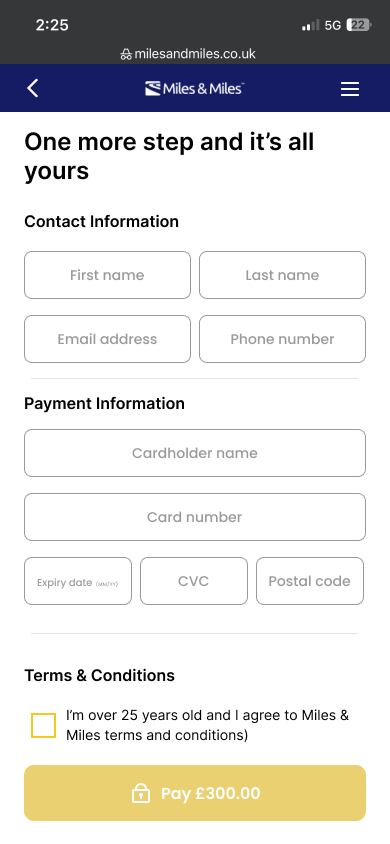 2:25
5G 22
milesandmiles.co.uk
Miles & Miles™
One more step and it’s all
yours
Contact Information
First name Last name
Email address Phone number
Payment Information
Cardholder name
Card number
Expiry date (MM/YY) CVC Postal code
Terms & Conditions
I’m over 25 years old and I agree to Miles &
Miles terms and conditions)
Pay £300.00